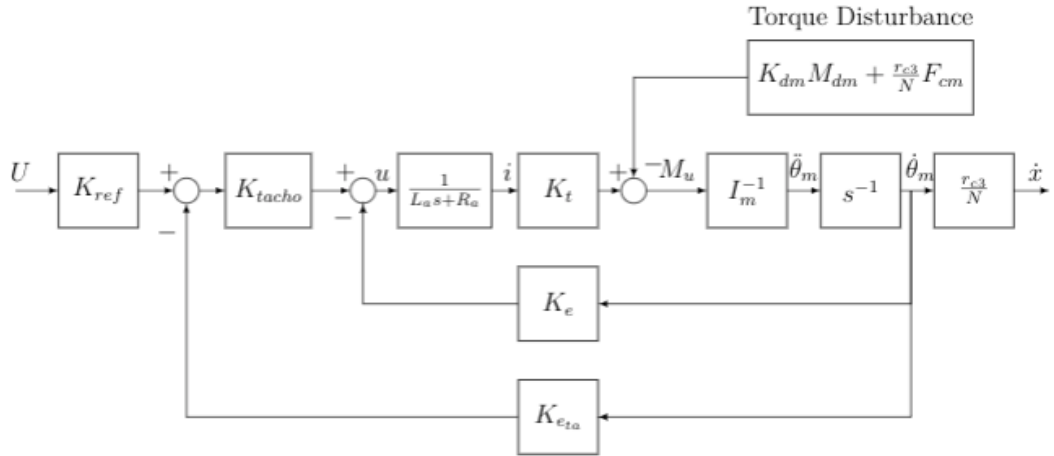 Torque Disturbance
K_{dm}M_{dm} + \frac{r_{c3}}{N}F_{cm}
U
K_{ref}
+
−
K_{tacho}
+
−
u
\frac{1}{L_a s+R_a}
i
K_t
+
−
M_u
I_m^{-1}
\ddot{\theta}_m
s^{-1}
\dot{\theta}_m
\frac{r_{c3}}{N}
\dot{x}
K_e
K_{e_{ta}}